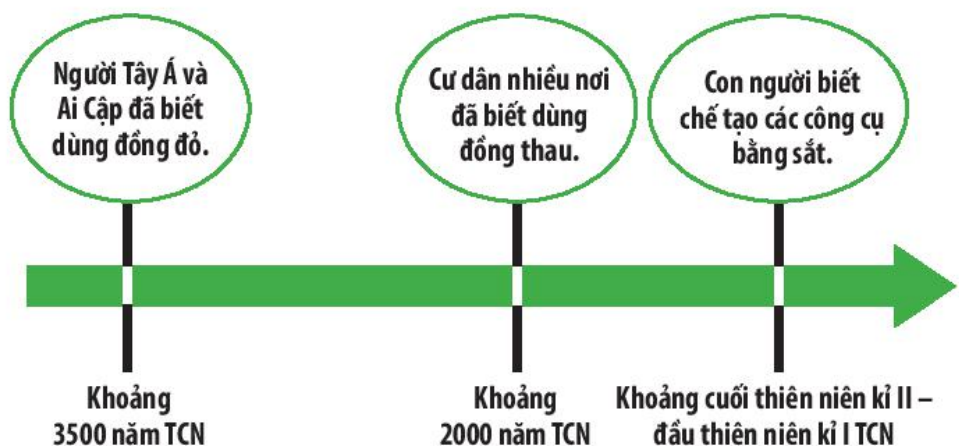 Người Tây Á và
Ai Cập đã biết
dùng đồng đỏ.
Cư dân nhiều nơi
đã biết dùng
đồng thau.
Con người biết
chế tạo các công cụ
bằng sắt.
Khoảng
3500 năm TCN
Khoảng
2000 năm TCN
Khoảng cuối thiên niên kỉ II –
đầu thiên niên kỉ I TCN